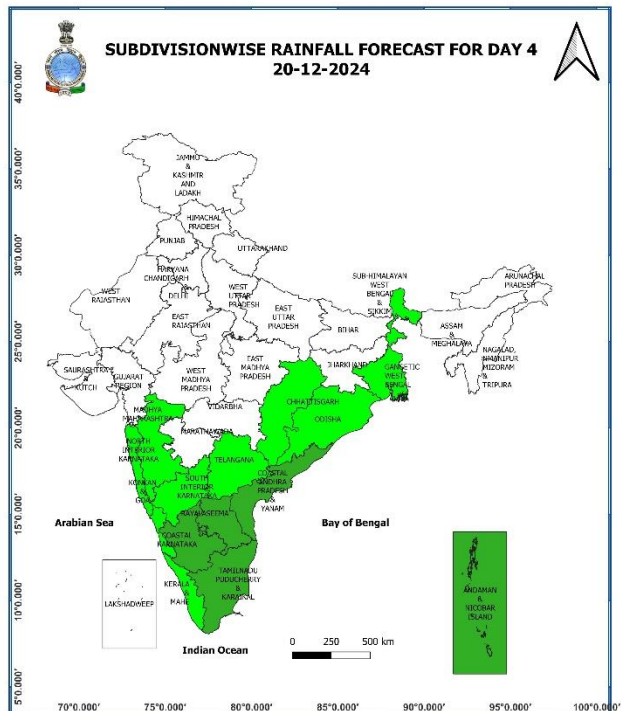 SUBDIVISIONWISE RAINFALL FORECAST FOR DAY 4
20-12-2024
40°0.000'
35°0.000'
30°0.000'
25°0.000'
20°0.000'
15°0.000'
10°0.000'
5°0.000'
JAMMU
&
KASHMIR
AND
LADAKH
HIMACHAL
PRADESH
PUNJAB
UTTARAKHAND
HARYANA
CHANDIGARH
&
DELHI
WEST
RAJASTHAN
WEST
UTTAR
PRADESH
EAST
RAJASTHAN
EAST
UTTAR
PRADESH
SUB-HIMALAYAN
WEST
BENGAL
&
SIKKIM
ARUNACHAL
PRADESH
BIHAR
ASSAM
&
MEGHALAYA
NAGALAD,
MANIPUR
MIZORAM
&
TRIPURA
SAURASHTRA
&
KUTCH
GUJARAT
REGION
WEST
MADHYA
PRADESH
EAST
MADHYA
PRADESH
JHARKHAND
GANGETIC
WEST
BENGAL
CHHATTISGARH
ODISHA
VIDARBHA
MADHYA
MAHARASHTRA
MARATHAWADA
NORTH
INTERIOR
KARNATAKA
TELANGANA
KONKAN
&
GOA
SOUTH
INTERIOR
KARNATAKA
COASTAL
ANDHRA
PRADESH
&
YANAM
RAYALASEEMA
Arabian Sea
Bay of Bengal
COASTAL
KARNATAKA
KERALA
&
MAHE
TAMILNADU
PUDUCHERRY
&
KARAIKAL
LAKSHADWEEP
ANDAMAN
&
NICOBAR
ISLAND
Indian Ocean
0 250 500 km
70°0.000' 75°0.000' 80°0.000' 85°0.000' 90°0.000' 95°0.000' 100°0.000'